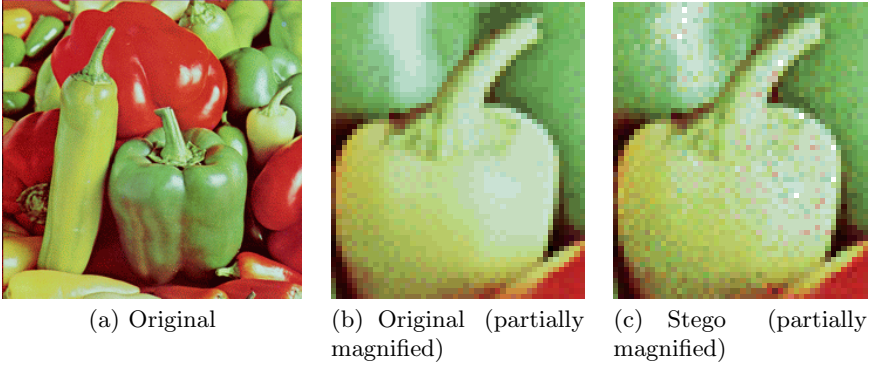 (a) Original
(b) Original (partially
magnified)
(c) Stego (partially
magnified)